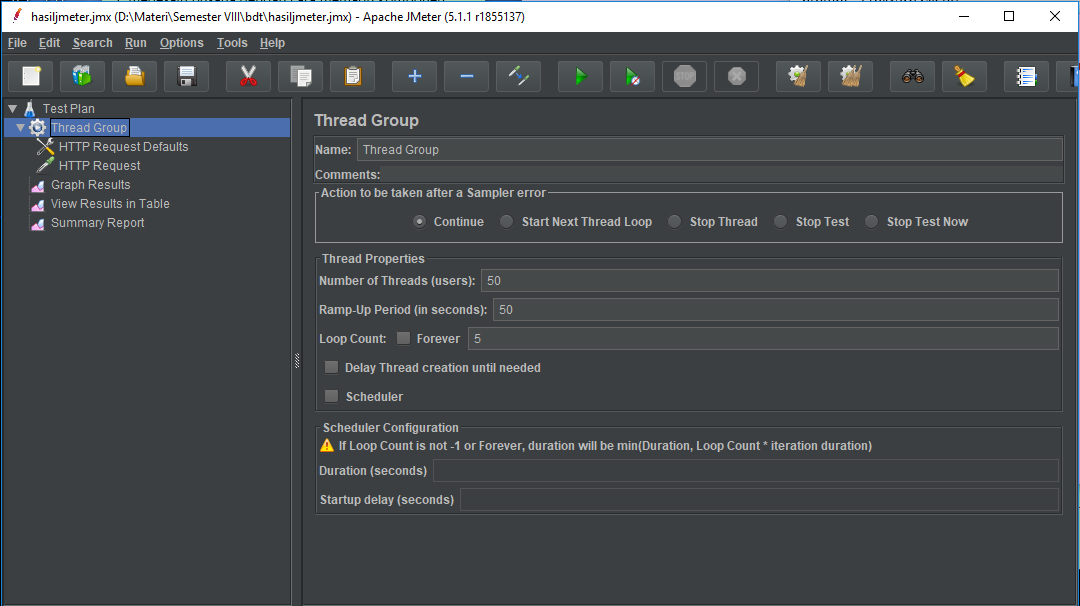 hasiljmeter.jmx (D:\Materi\Semester VIII\bdt\hasiljmeter.jmx) - Apache JMeter (5.1.1 r1855137)
File Edit Search Run Options Tools Help
STOP
Test Plan
Thread Group
HTTP Request Defaults
HTTP Request
Graph Results
View Results in Table
Summary Report
Thread Group
Name: Thread Group
Comments:
Action to be taken after a Sampler error
Continue Start Next Thread Loop Stop Thread Stop Test Stop Test Now
Thread Properties
Number of Threads (users): 50
Ramp-Up Period (in seconds): 50
Loop Count: Forever 5
Delay Thread creation until needed
Scheduler
Scheduler Configuration
If Loop Count is not -1 or Forever, duration will be min(Duration, Loop Count * iteration duration)
Duration (seconds)
Startup delay (seconds)